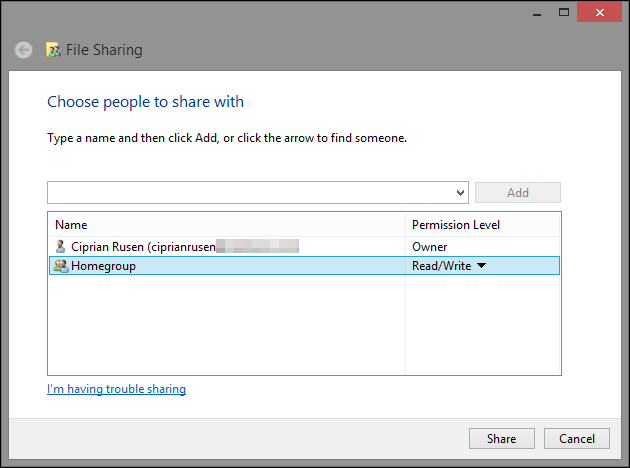 File Sharing
Choose people to share with
Type a name and then click Add, or click the arrow to find someone.
Add
Name Permission Level
Ciprian Rusen (ciprianrusen Owner
Homegroup Read/Write
I'm having trouble sharing
Share Cancel